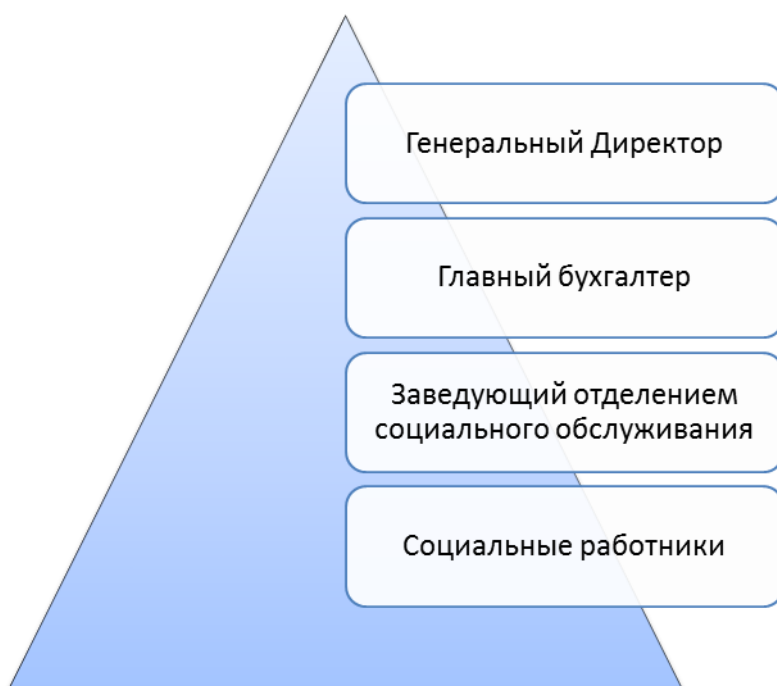 Генеральный Директор
Главный бухгалтер
Заведующий отделением
социального обслуживания
Социальные работники